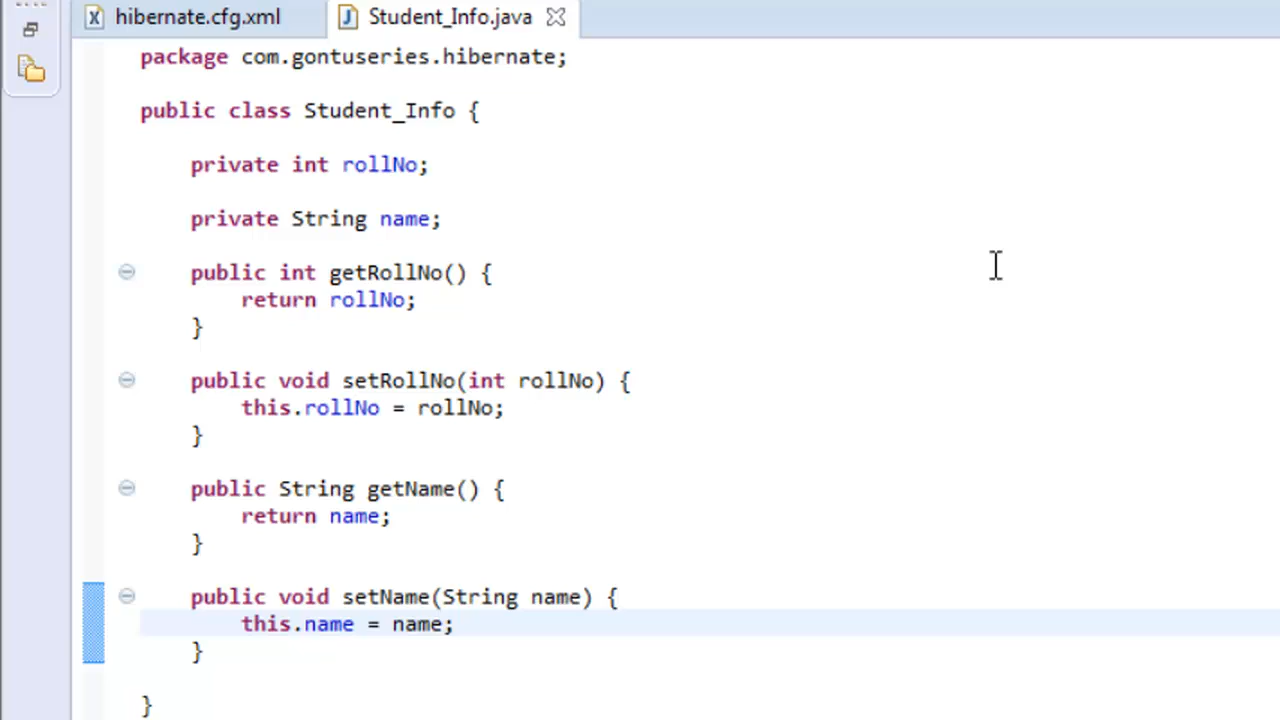 hibernate.cfg.xml
Student_Info.java
package com.gontuseries.hibernate;
public class Student_Info {
private int rollNo;
private String name;
public int getRollNo() {
return rollNo;
}
public void setRollNo(int rollNo) {
this.rollNo = rollNo;
}
public String getName() {
return name;
}
public void setName(String name) {
this.name = name;
}
}